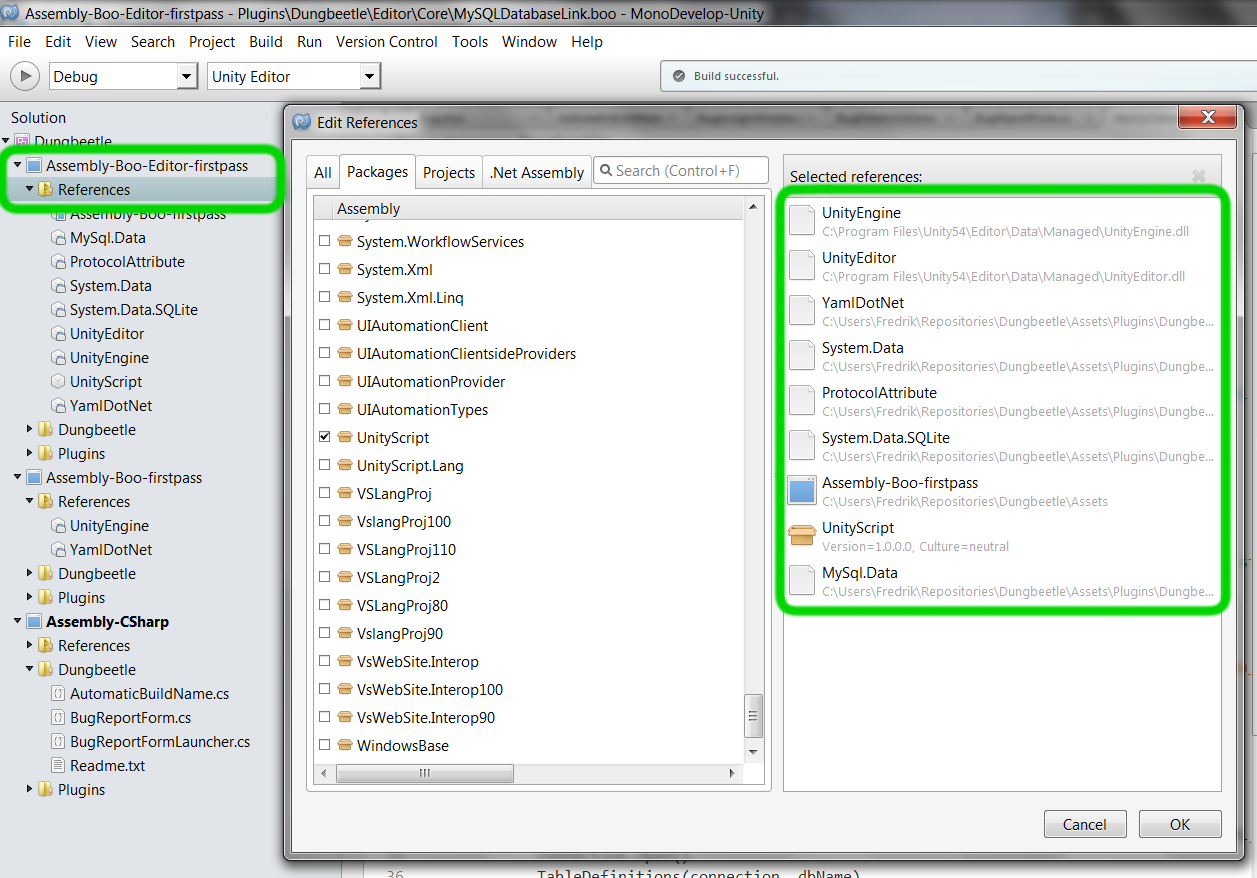 Assembly-Boo-Editor-firstpass - Plugins\Dungbeetle\Editor\Core\MySQLDatabaseLink.boo - MonoDevelop-Unity
File Edit View Search Project Build Run Version Control Tools Window Help
Debug Unity Editor Build successful.
Solution
Dungbeetle
Assembly-Boo-Editor-firstpass
References
Assembly-Boo-firstpass
MySql.Data
ProtocolAttribute
System.Data
System.Data.SQLite
UnityEditor
UnityEngine
UnityScript
YamlDotNet
Dungbeetle
Plugins
Assembly-Boo-firstpass
References
UnityEngine
YamlDotNet
Dungbeetle
Plugins
Assembly-CSharp
References
Dungbeetle
AutomaticBuildName.cs
BugReportForm.cs
BugReportFormLauncher.cs
Readme.txt
Plugins
Edit References
All Packages Projects .Net Assembly Search (Control+F)
Assembly
System.WorkflowServices
System.Xml
System.Xml.Linq
UIAutomationClient
UIAutomationClientsideProviders
UIAutomationProvider
UIAutomationTypes
UnityScript
UnityScript.Lang
VSLangProj
VslangProj100
VSLangProj110
VSLangProj2
VSLangProj80
VslangProj90
VsWebSite.Interop
VsWebSite.Interop100
VsWebSite.Interop90
WindowsBase
Selected references:
UnityEngine
C:\Program Files\Unity54\Editor\Data\Managed\UnityEngine.dll
UnityEditor
C:\Program Files\Unity54\Editor\Data\Managed\UnityEditor.dll
YamlDotNet
C:\Users\Fredrik\Repositories\Dungbeetle\Assets\Plugins\Dungbe...
System.Data
C:\Users\Fredrik\Repositories\Dungbeetle\Assets\Plugins\Dungbe...
ProtocolAttribute
C:\Users\Fredrik\Repositories\Dungbeetle\Assets\Plugins\Dungbe...
System.Data.SQLite
C:\Users\Fredrik\Repositories\Dungbeetle\Assets\Plugins\Dungbe...
Assembly-Boo-firstpass
C:\Users\Fredrik\Repositories\Dungbeetle\Assets
UnityScript
Version=1.0.0.0, Culture=neutral
MySql.Data
C:\Users\Fredrik\Repositories\Dungbeetle\Assets\Plugins\Dungbe...
Cancel OK
36 TableDefinitions(connection, dbName)